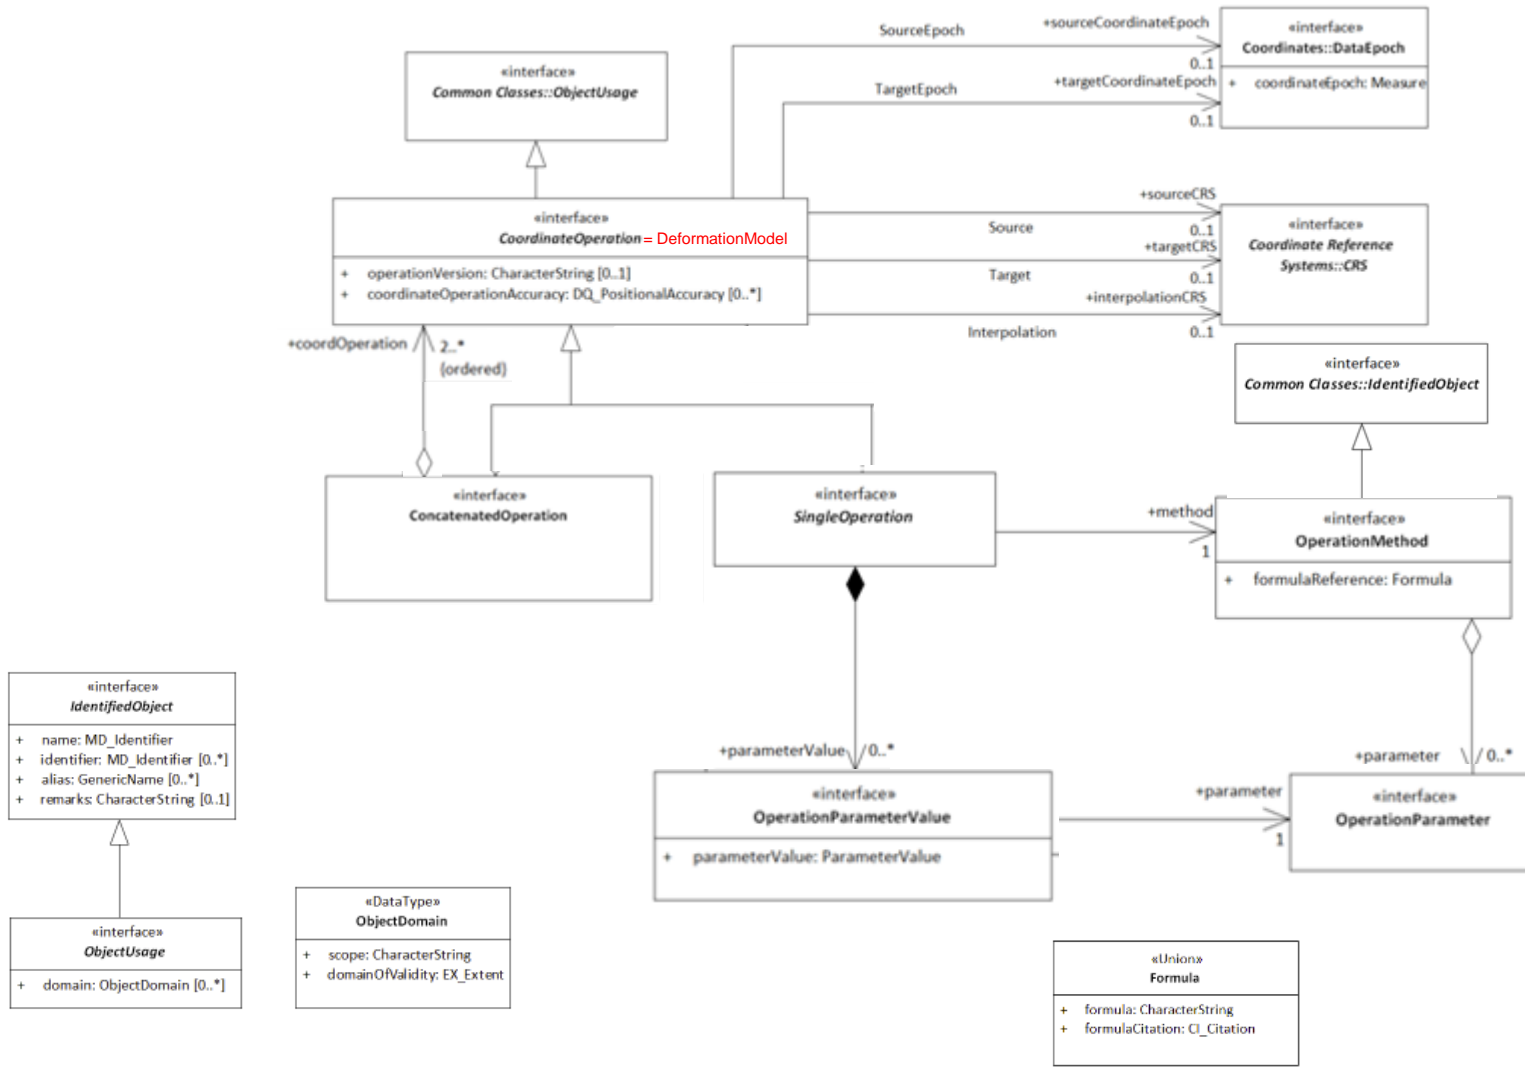 SourceEpoch
+sourceCoordinateEpoch
0..1
TargetEpoch
+targetCoordinateEpoch
0..1
«interface»
Coordinates::DataEpoch
+ coordinateEpoch: Measure
«interface»
Common Classes::ObjectUsage
«interface»
CoordinateOperation = DeformationModel
+ operationVersion: CharacterString [0..1]
+ coordinateOperationAccuracy: DQ_PositionalAccuracy [0..*]
+sourceCRS
Source
0..1
+targetCRS
Target
0..1
+interpolationCRS
Interpolation
0..1
«interface»
Coordinate Reference
Systems::CRS
+coordOperation
2..*
{ordered}
«interface»
Common Classes::IdentifiedObject
«interface»
ConcatenatedOperation
«interface»
SingleOperation
+method
1
«interface»
OperationMethod
+ formulaReference: Formula
«interface»
IdentifiedObject
+ name: MD_Identifier
+ identifier: MD_Identifier [0..*]
+ alias: GenericName [0..*]
+ remarks: CharacterString [0..1]
+parameterValue
0..*
+parameter
0..*
«interface»
OperationParameterValue
+ parameterValue: ParameterValue
+parameter
1
«interface»
OperationParameter
«interface»
ObjectUsage
+ domain: ObjectDomain [0..*]
«DataType»
ObjectDomain
+ scope: CharacterString
+ domainOfValidity: EX_Extent
«Union»
Formula
+ formula: CharacterString
+ formulaCitation: CI_Citation